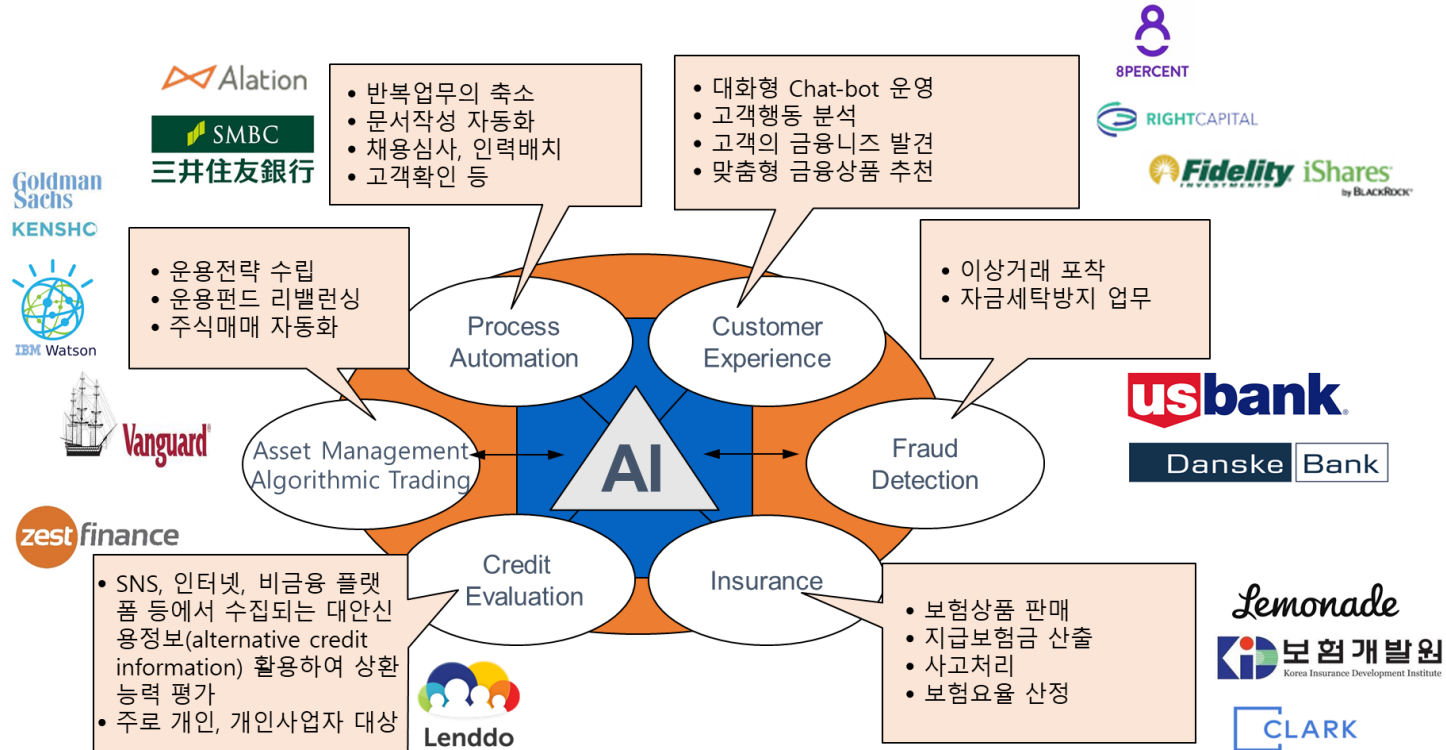 8PERCENT
Alation
• 반복업무의 축소
• 문서작성 자동화
• 채용심사, 인력배치
• 고객확인 등
• 대화형 Chat-bot 운영
• 고객행동 분석
• 고객의 금융니즈 발견
• 맞춤형 금융상품 추천
RIGHTCAPITAL
SMBC
三井住友銀行
Fidelity
INVESTMENTS
iShares
by BLACKROCK
Goldman
Sachs
KENSHO
• 운용전략 수립
• 운용펀드 리밸런싱
• 주식매매 자동화
• 이상거래 포착
• 자금세탁방지 업무
IBM Watson
Process
Automation
Customer
Experience
usbank
Vanguard
Asset Management
Algorithmic Trading
AI
Fraud
Detection
Danske Bank
zest finance
• SNS, 인터넷, 비금융 플랫
폼 등에서 수집되는 대안신
용정보(alternative credit
information) 활용하여 상환
능력 평가
• 주로 개인, 개인사업자 대상
Credit
Evaluation
Insurance
• 보험상품 판매
• 지급보험금 산출
• 사고처리
• 보험요율 산정
Lemonade
KiD 보험개발원
Korea Insurance Development Institute
Lenddo
CLARK